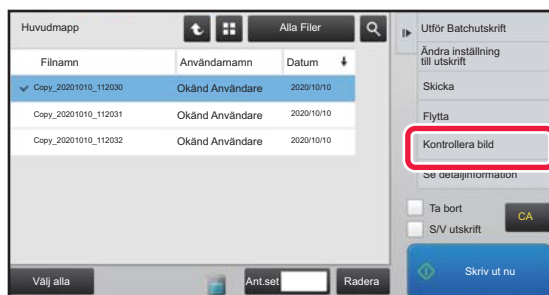 Huvudmapp
Alla Filer
Filnamn Användarnamn Datum
Copy_20201010_112030 Okänd Användare 2020/10/10
Copy_20201010_112031 Okänd Användare 2020/10/10
Copy_20201010_112032 Okänd Användare 2020/10/10
Välj alla
Ant.set
Radera
Utför Batchutskrift
Ändra inställning
till utskrift
Skicka
Flytta
Kontrollera bild
Se detaljinformation
Ta bort
S/V utskrift
CA
Skriv ut nu